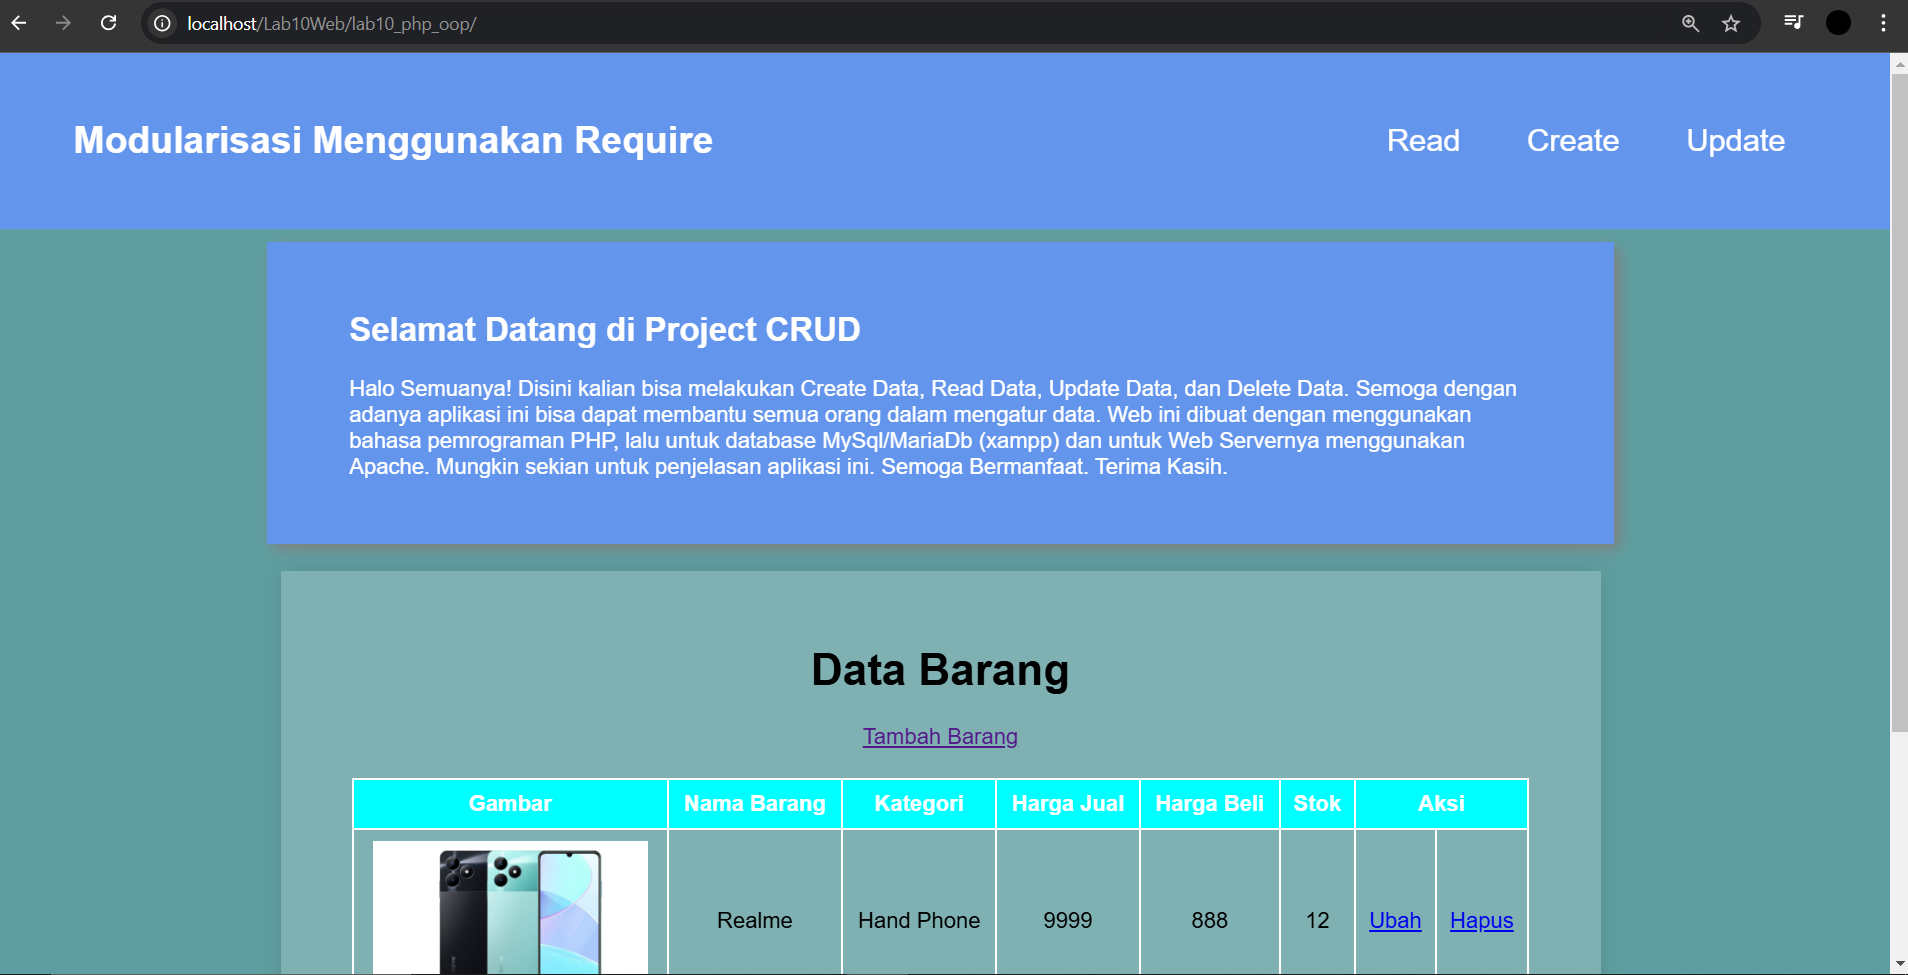 localhost/Lab10Web/lab10_php_oop/
Modularisasi Menggunakan Require
Read
Create
Update
Selamat Datang di Project CRUD
Halo Semuanya! Disini kalian bisa melakukan Create Data, Read Data, Update Data, dan Delete Data. Semoga dengan
adanya aplikasi ini bisa dapat membantu semua orang dalam mengatur data. Web ini dibuat dengan menggunakan
bahasa pemrograman PHP, lalu untuk database MySql/MariaDb (xampp) dan untuk Web Servernya menggunakan
Apache. Mungkin sekian untuk penjelasan aplikasi ini. Semoga Bermanfaat. Terima Kasih.
Data Barang
Tambah Barang
Gambar Nama Barang Kategori Harga Jual Harga Beli Stok Aksi
Realme Hand Phone 9999 888 12 Ubah Hapus